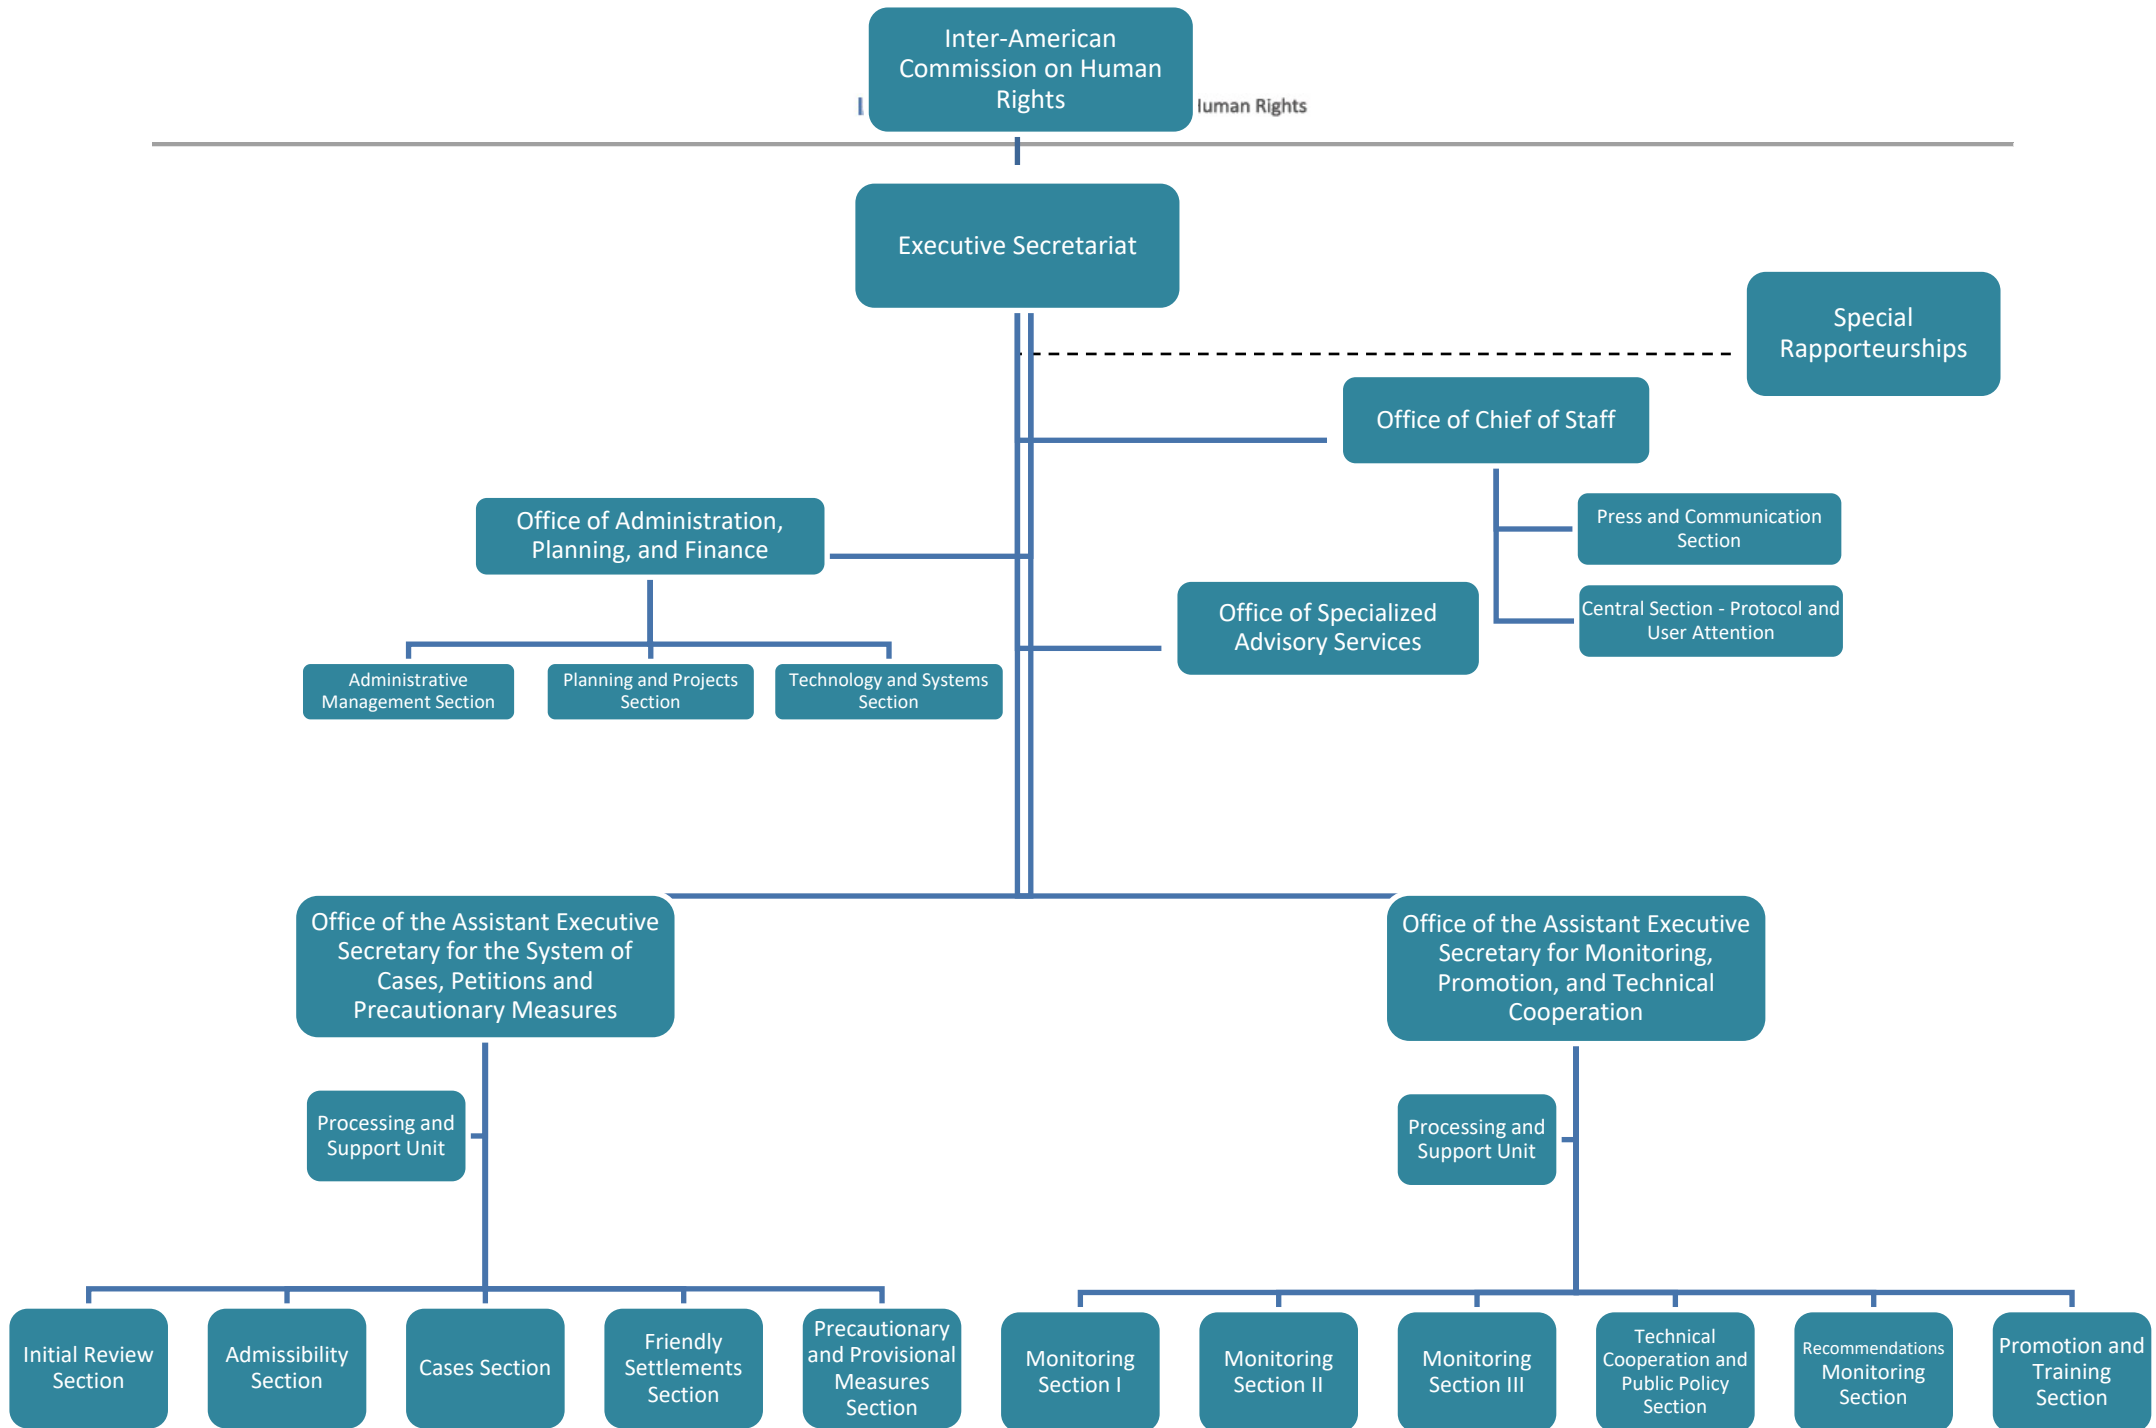 Inter-American
Commission on Human
Rights
Human Rights
Executive Secretariat
Special
Rapporteurships
Office of Chief of Staff
Press and Communication
Section
Central Section - Protocol and
User Attention
Office of Administration,
Planning, and Finance
Office of Specialized
Advisory Services
Administrative
Management Section
Planning and Projects
Section
Technology and Systems
Section
Office of the Assistant Executive
Secretary for the System of
Cases, Petitions and
Precautionary Measures
Office of the Assistant Executive
Secretary for Monitoring,
Promotion, and Technical
Cooperation
Processing and
Support Unit
Processing and
Support Unit
Initial Review
Section
Admissibility
Section
Cases Section
Friendly
Settlements
Section
Precautionary
and Provisional
Measures
Section
Monitoring
Section I
Monitoring
Section II
Monitoring
Section III
Technical
Cooperation and
Public Policy
Section
Recommendations
Monitoring
Section
Promotion and
Training
Section